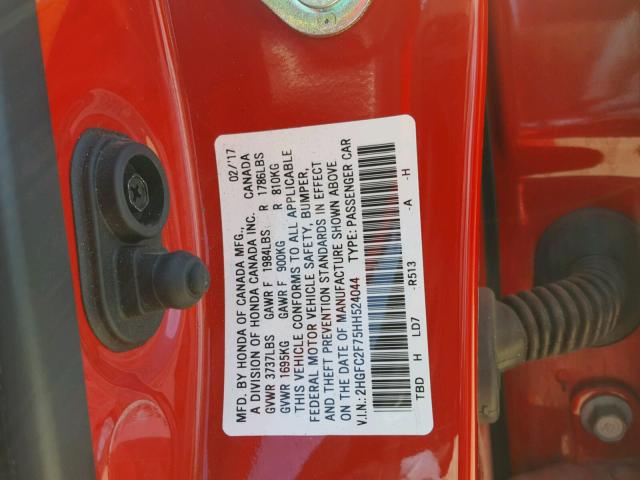 MFD. BY HONDA OF CANADA MFG., 02/'17
A DIVISION OF HONDA CANADA INC. CANADA
GVWR 3737LBS GAWR F 1984LBS R 1786LBS
GVWR 1695KG GAWR F 900KG R 810KG
THIS VEHICLE CONFORMS TO ALL APPLICABLE
FEDERAL MOTOR VEHICLE SAFETY, BUMPER,
AND THEFT PREVENTION STANDARDS IN EFFECT
ON THE DATE OF MANUFACTURE SHOWN ABOVE.
V.I.N.: 2HGFC2F75HH524044 TYPE: PASSENGER CAR
TBD H LD7 -R513 -A -H